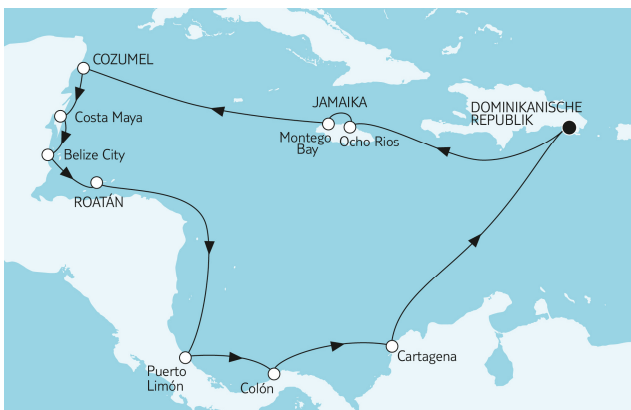 COZUMEL
Costa Maya
Belize City
ROATÁN
JAMAIKA
Montego
Bay
Ocho Rios
DOMINIKANISCHE
REPUBLIK
Puerto
Limón
Colón
Cartagena